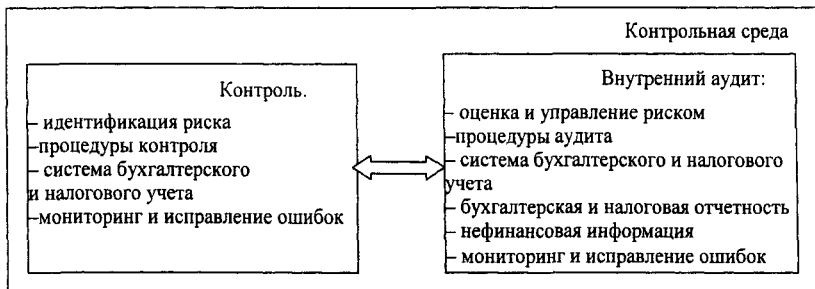 Контрольная среда
Контроль.
– идентификация риска
–процедуры контроля
– система бухгалтерского
и налогового учета
–мониторинг и исправление ошибок
Внутренний аудит:
– оценка и управление риском
–процедуры аудита
– система бухгалтерского и налогового
учета
– бухгалтерская и налоговая отчетность
– нефинансовая информация
– мониторинг и исправление ошибок